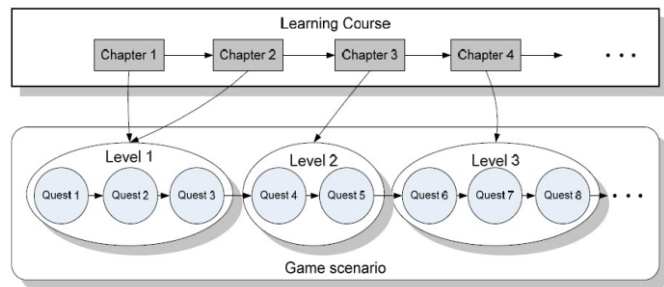 Learning Course
Chapter 1 Chapter 2 Chapter 3 Chapter 4 ...
Level 1 Level 2 Level 3
Quest 1 Quest 2 Quest 3 Quest 4 Quest 5 Quest 6 Quest 7 Quest 8 ...
Game scenario